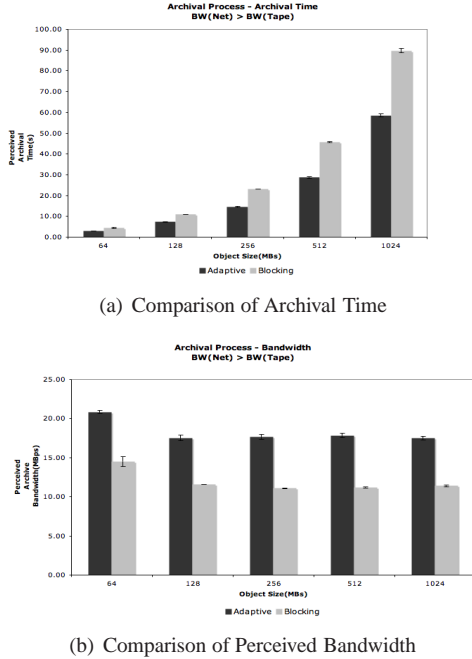 Archival Process - Archival Time
BW(Net) > BW(Tape)
100.00
90.00
80.00
70.00
60.00
50.00
40.00
30.00
20.00
10.00
0.00
Perceived
Archival
Time(s)
64 128 256 512 1024
Object Size(MBs)
Adaptive Blocking
(a) Comparison of Archival Time
Archival Process - Bandwidth
BW(Net) > BW(Tape)
25.00
20.00
15.00
10.00
5.00
0.00
Perceived
Archive
Bandwidth(MBps)
64 128 256 512 1024
Object Size(MBs)
Adaptive Blocking
(b) Comparison of Perceived Bandwidth